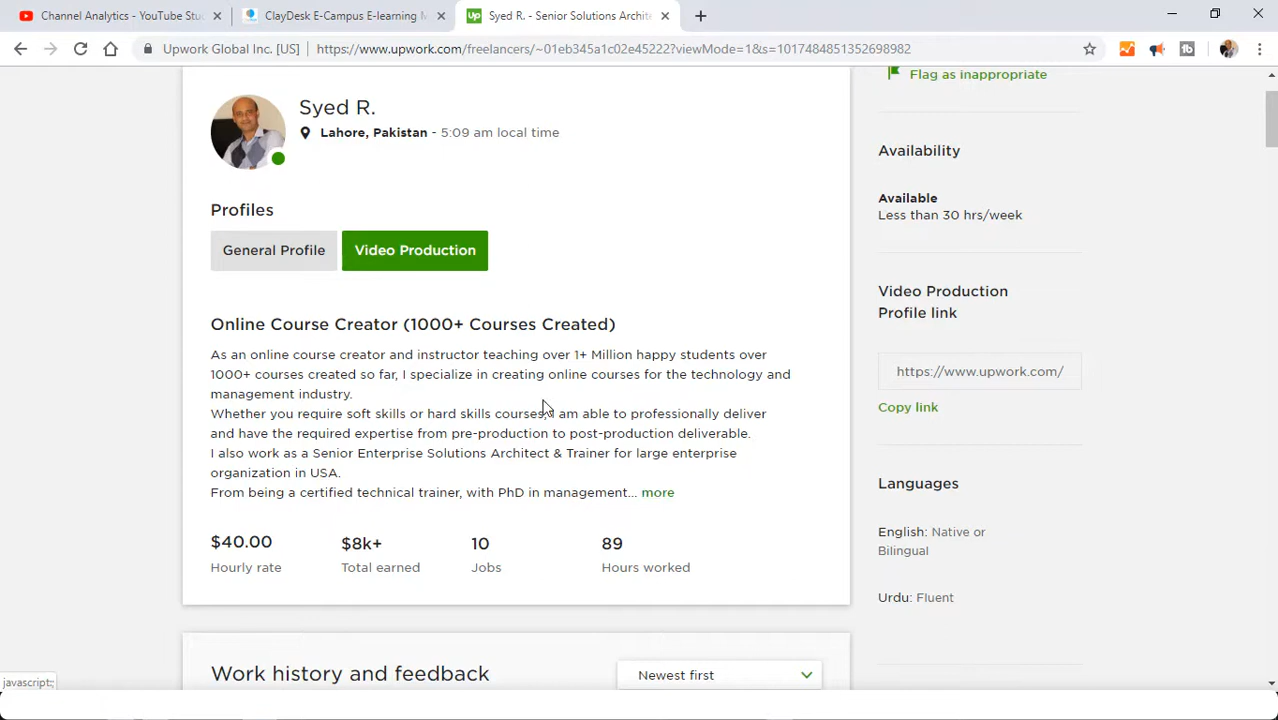 Channel Analytics - YouTube Stu
ClayDesk E-Campus E-learning M
Up
Syed R. - Senior Solutions Archite
Upwork Global Inc. [US]
https://www.upwork.com/freelancers/~01eb345a1c02e45222?viewMode=1&s=1017484851352698982
Flag as inappropriate
Syed R.
Lahore, Pakistan - 5:09 am local time
Profiles
General Profile
Video Production
Online Course Creator (1000+ Courses Created)
As an online course creator and instructor teaching over 1+ Million happy students over
1000+ courses created so far, I specialize in creating online courses for the technology and
management industry.
Whether you require soft skills or hard skills courses, I am able to professionally deliver
and have the required expertise from pre-production to post-production deliverable.
I also work as a Senior Enterprise Solutions Architect & Trainer for large enterprise
organization in USA.
From being a certified technical trainer, with PhD in management... more
$40.00
Hourly rate
$8k+
Total earned
10
Jobs
89
Hours worked
Work history and feedback
Newest first
Availability
Available
Less than 30 hrs/week
Video Production
Profile link
https://www.upwork.com/
Copy link
Languages
English: Native or
Bilingual
Urdu: Fluent
javascript:;